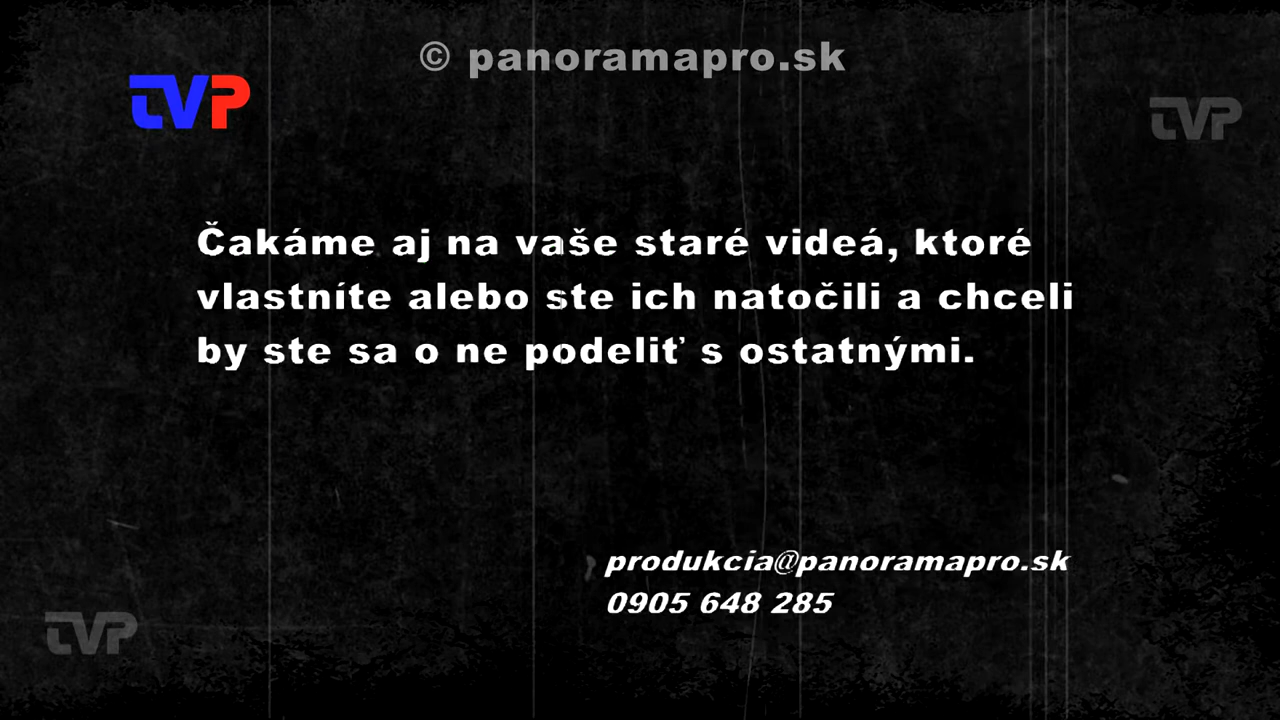 © panoramapro.sk
TVP
TVP
Čakáme aj na vaše staré videá, ktoré
vlastníte alebo ste ich natočili a chceli
by ste sa o ne podeliť s ostatnými.
produkcia@panoramapro.sk
0905 648 285
TVP